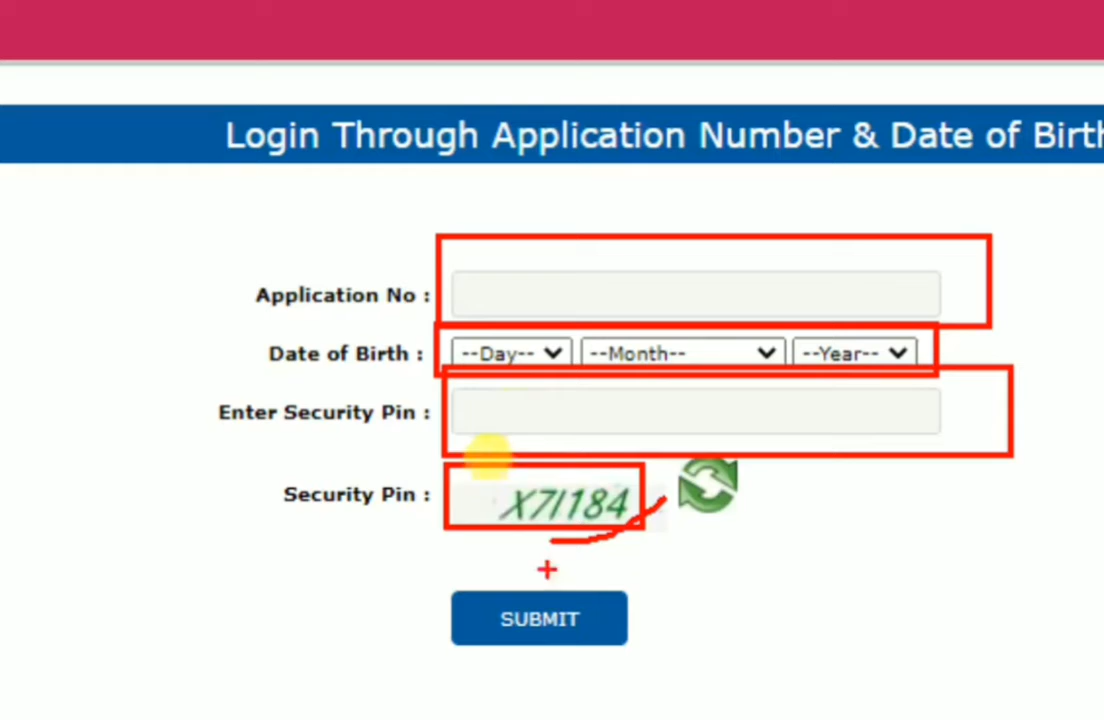 Login Through Application Number & Date of Birth
Application No :
Date of Birth : --Day-- --Month-- --Year--
Enter Security Pin :
Security Pin : X7I184
SUBMIT